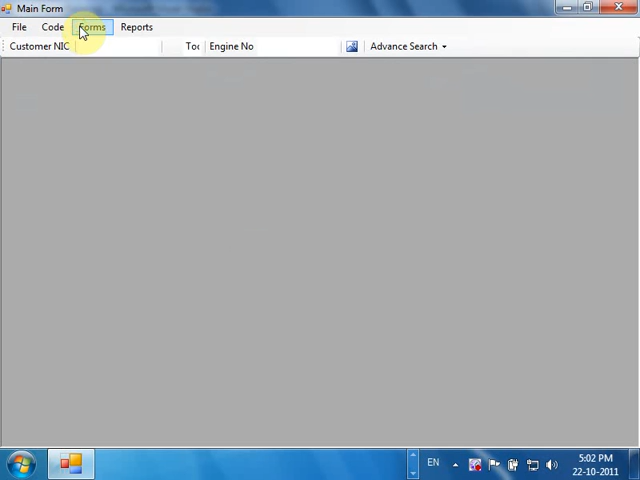 Main Form
File Code Forms Reports
Customer NIC Too Engine No Advance Search
EN 5:02 PM
22-10-2011